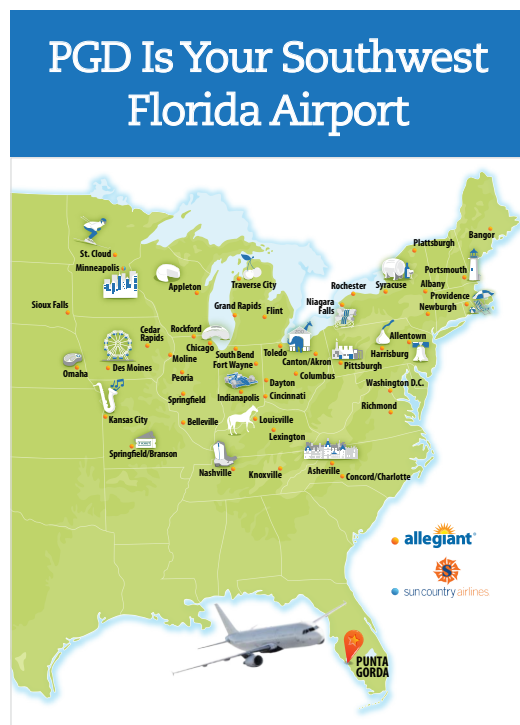 PGD Is Your Southwest
Florida Airport
Bangor
Plattsburgh
St. Cloud
Minneapolis
Portsmouth
Appleton
Traverse City
Rochester
Syracuse
Albany
Providence
Newburgh
Sioux Falls
Grand Rapids
Flint
Niagara
Falls
Cedar
Rapids
Rockford
Chicago
Allentown
Harrisburg
Moline
South Bend
Fort Wayne
Toledo
Canton/Akron
Pittsburgh
Omaha
Des Moines
Peoria
Columbus
Dayton
Washington D.C.
Springfield
Indianapolis
Cincinnati
Richmond
Kansas City
Belleville
Louisville
Lexington
Springfield/Branson
TICKETS
Nashville
Knoxville
Asheville
Concord/Charlotte
allegiant®
S
sun country airlines
PUNTA
GORDA